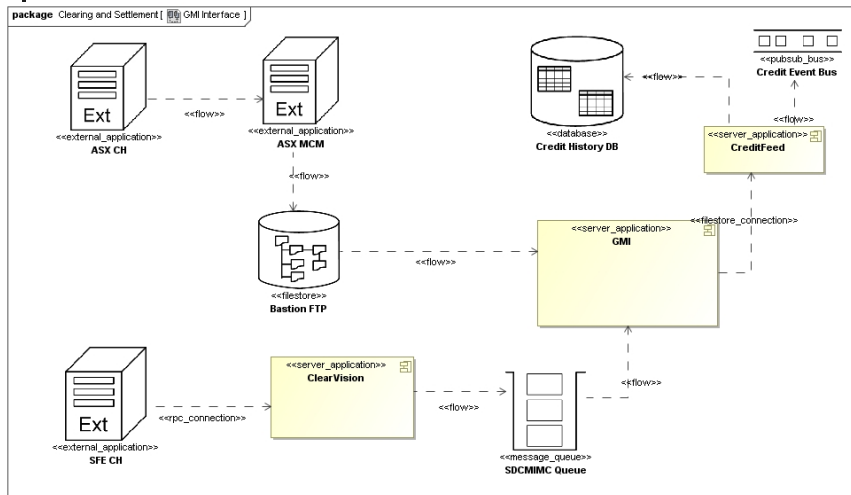 package Clearing and Settlement [ GMI Interface ]
Ext
<<external_application>>
ASX CH
<<flow>>
Ext
<<external_application>>
ASX MCM
<<flow>>
<<database>>
Credit History DB
<<flow>>
<<pubsub_bus>>
Credit Event Bus
<<flow>>
<<server_application>>
CreditFeed
<<filestore_connection>>
<<filestore>>
Bastion FTP
<<flow>>
<<server_application>>
GMI
Ext
<<external_application>>
SFE CH
<<rpc_connection>>
<<server_application>>
ClearVision
<<flow>>
<<message_queue>>
SDCMIMC Queue
<<flow>>